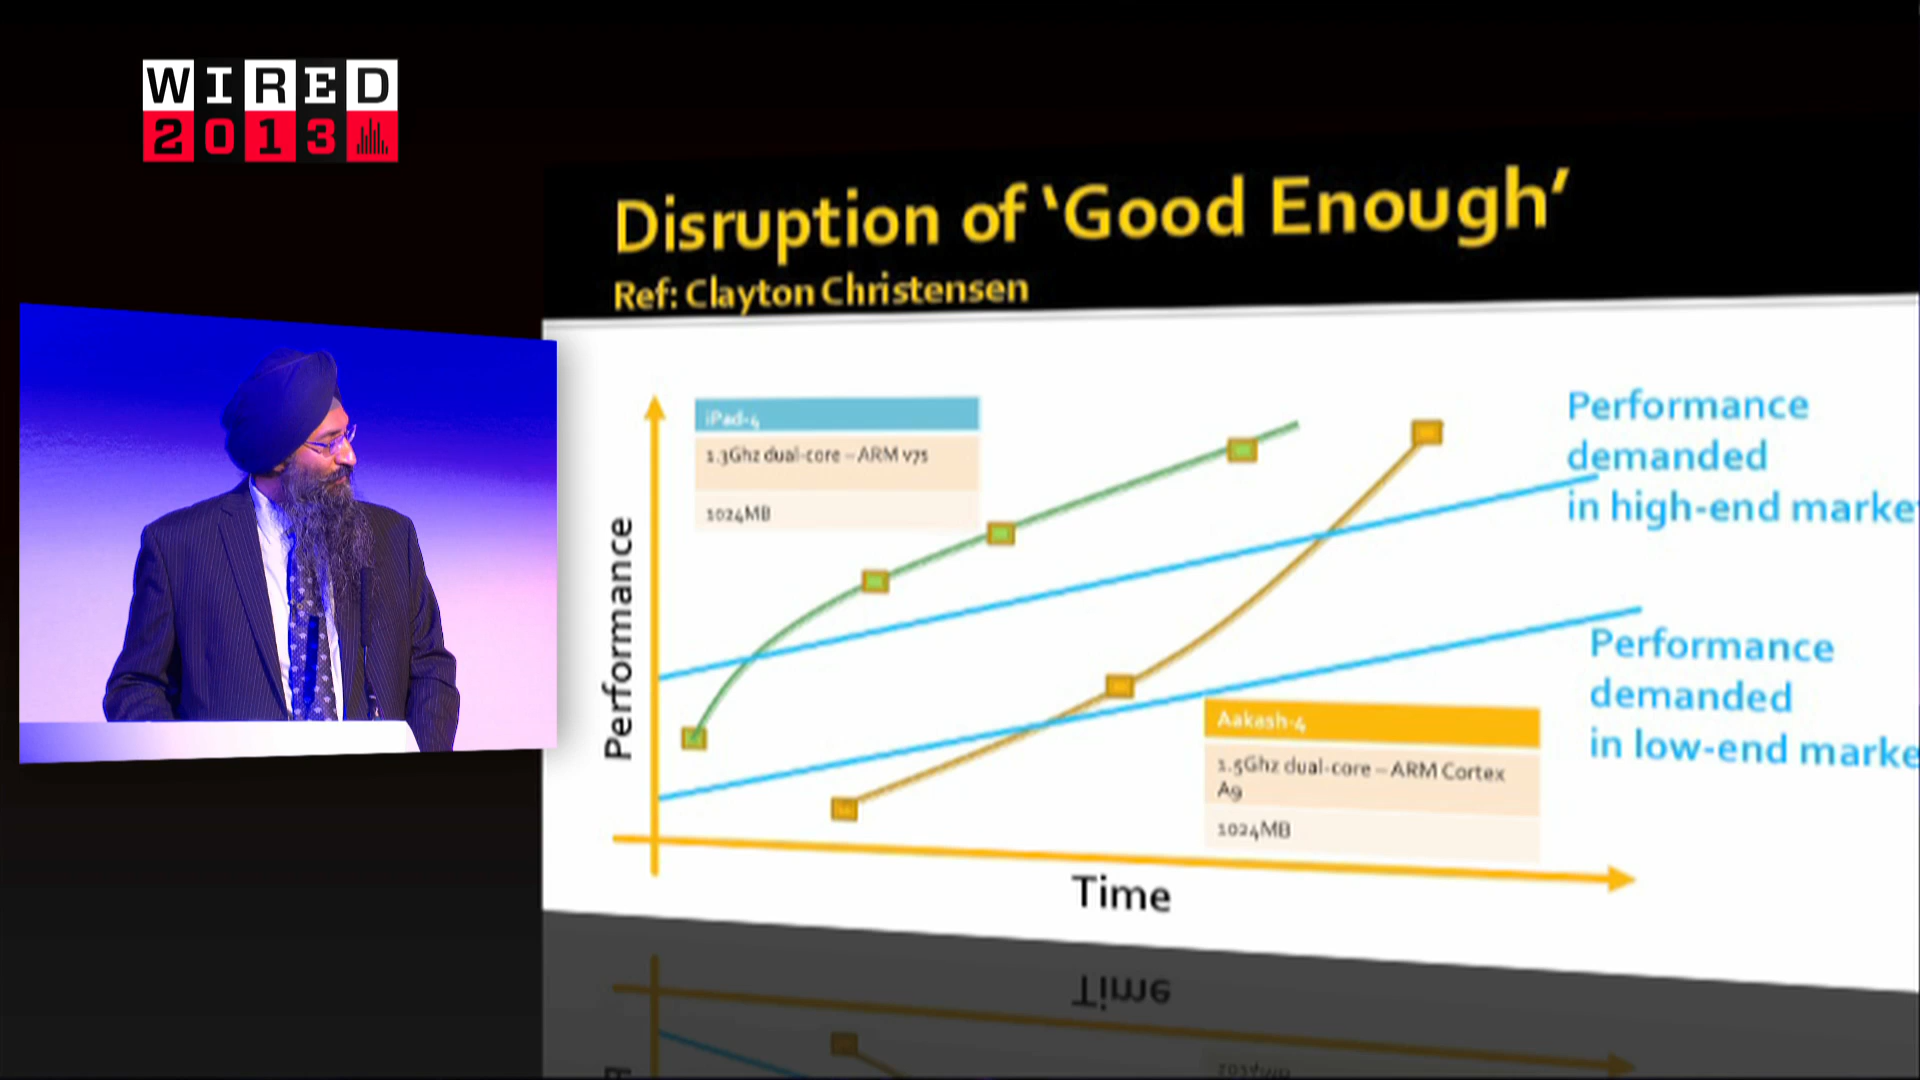 WIRED
2013
Disruption of ‘Good Enough’
Ref: Clayton Christensen
iPad-4
1.3Ghz dual-core – ARM v7s
1024MB
Performance
Performance
demanded
in high-end marke
Performance
demanded
in low-end marke
Aakash-4
1.5Ghz dual-core – ARM Cortex
A9
1024MB
Time